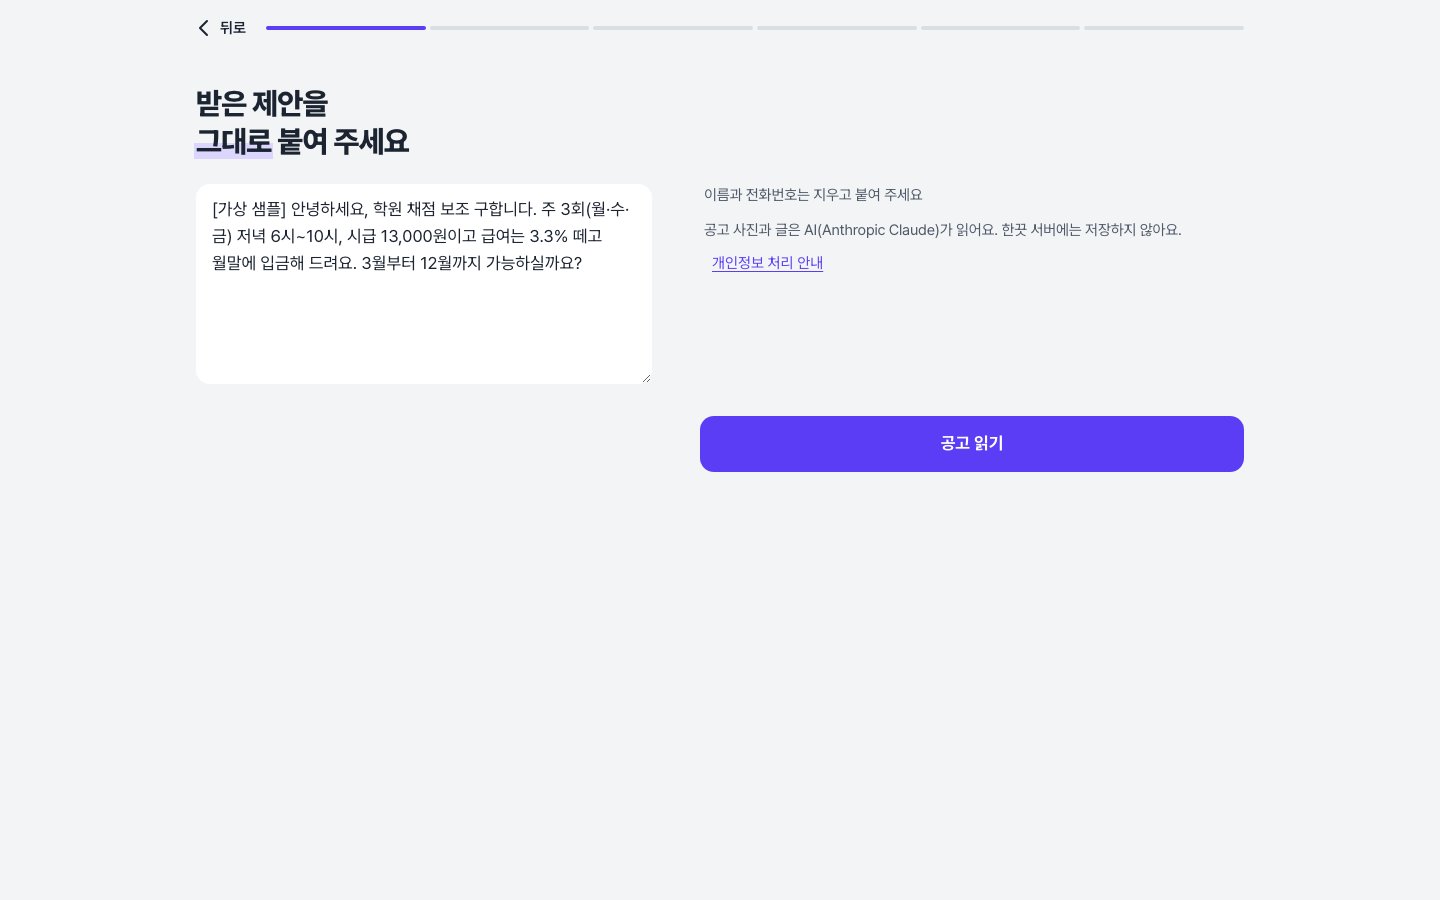 뒤로
받은 제안을
그대로 붙여 주세요
[가상 샘플] 안녕하세요, 학원 채점 보조 구합니다. 주 3회(월·수·
금) 저녁 6시~10시, 시급 13,000원이고 급여는 3.3% 떼고
월말에 입금해 드려요. 3월부터 12월까지 가능하실까요?
이름과 전화번호는 지우고 붙여 주세요
공고 사진과 글은 AI(Anthropic Claude)가 읽어요. 한끗 서버에는 저장하지 않아요.
개인정보 처리 안내
공고 읽기